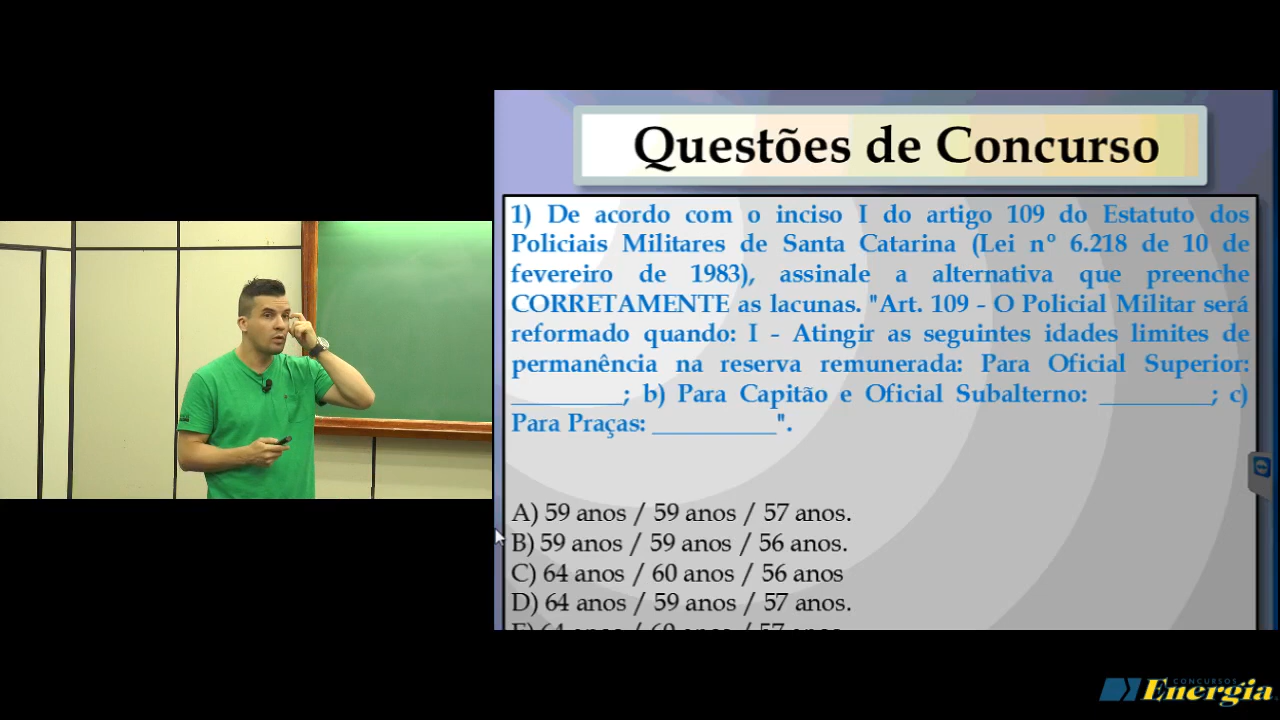 Questões de Concurso
1) De acordo com o inciso I do artigo 109 do Estatuto dos
Policiais Militares de Santa Catarina (Lei nº 6.218 de 10 de
fevereiro de 1983), assinale a alternativa que preenche
CORRETAMENTE as lacunas. "Art. 109 - O Policial Militar será
reformado quando: I - Atingir as seguintes idades limites de
permanência na reserva remunerada: Para Oficial Superior:
_________; b) Para Capitão e Oficial Subalterno: _________; c)
Para Praças: __________".
A) 59 anos / 59 anos / 57 anos.
B) 59 anos / 59 anos / 56 anos.
C) 64 anos / 60 anos / 56 anos
D) 64 anos / 59 anos / 57 anos.
CONCURSOS
Energia